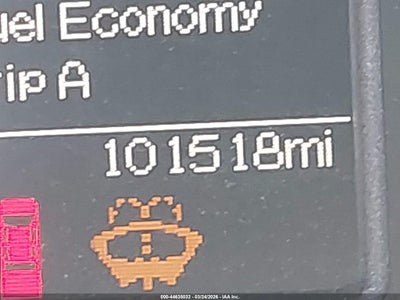 uel Economy
rip A
101518mi
000-44638032 - 03/24/2026 - IAA Inc.